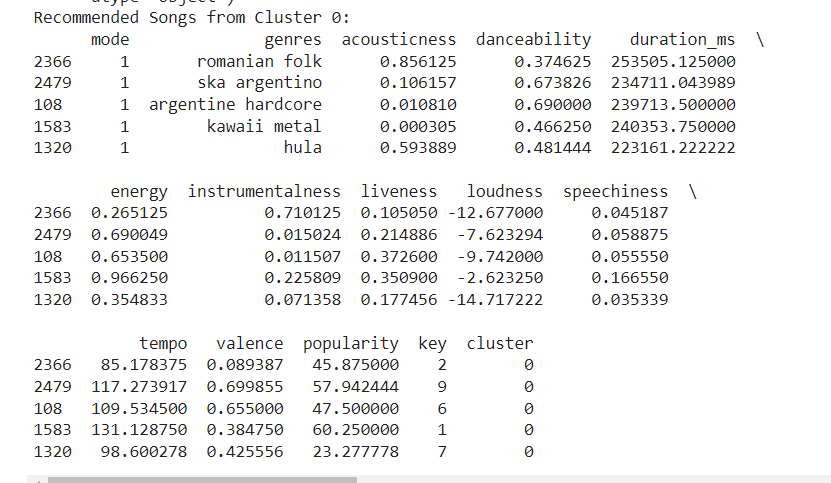 Recommended Songs from Cluster 0:
mode genres acousticness danceability duration_ms \
2366 1 romanian folk 0.856125 0.374625 253505.125000
2479 1 ska argentino 0.106157 0.673826 234711.043989
108 1 argentine hardcore 0.010810 0.690000 239713.500000
1583 1 kawaii metal 0.000305 0.466250 240353.750000
1320 1 hula 0.593889 0.481444 223161.222222
energy instrumentalness liveness loudness speechiness \
2366 0.265125 0.710125 0.105050 -12.677000 0.045187
2479 0.690049 0.015024 0.214886 -7.623294 0.058875
108 0.653500 0.011507 0.372600 -9.742000 0.055550
1583 0.966250 0.225809 0.350900 -2.623250 0.166550
1320 0.354833 0.071358 0.177456 -14.717222 0.035339
tempo valence popularity key cluster
2366 85.178375 0.089387 45.875000 2 0
2479 117.273917 0.699855 57.942444 9 0
108 109.534500 0.655000 47.500000 6 0
1583 131.128750 0.384750 60.250000 1 0
1320 98.600278 0.425556 23.277778 7 0